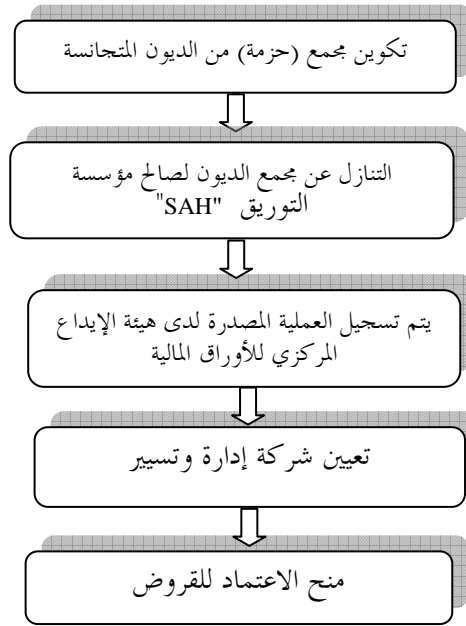 تكوين مجمع (حزمة) من الديون المتجانسة
التنازل عن مجمع الديون لصالح مؤسسة
التوريق "SAH"
يتم تسجيل العملية المصدرة لدى هيئة الإيداع
المركزي للأوراق المالية
تعيين شركة إدارة وتسيير
منح الاعتماد للقروض